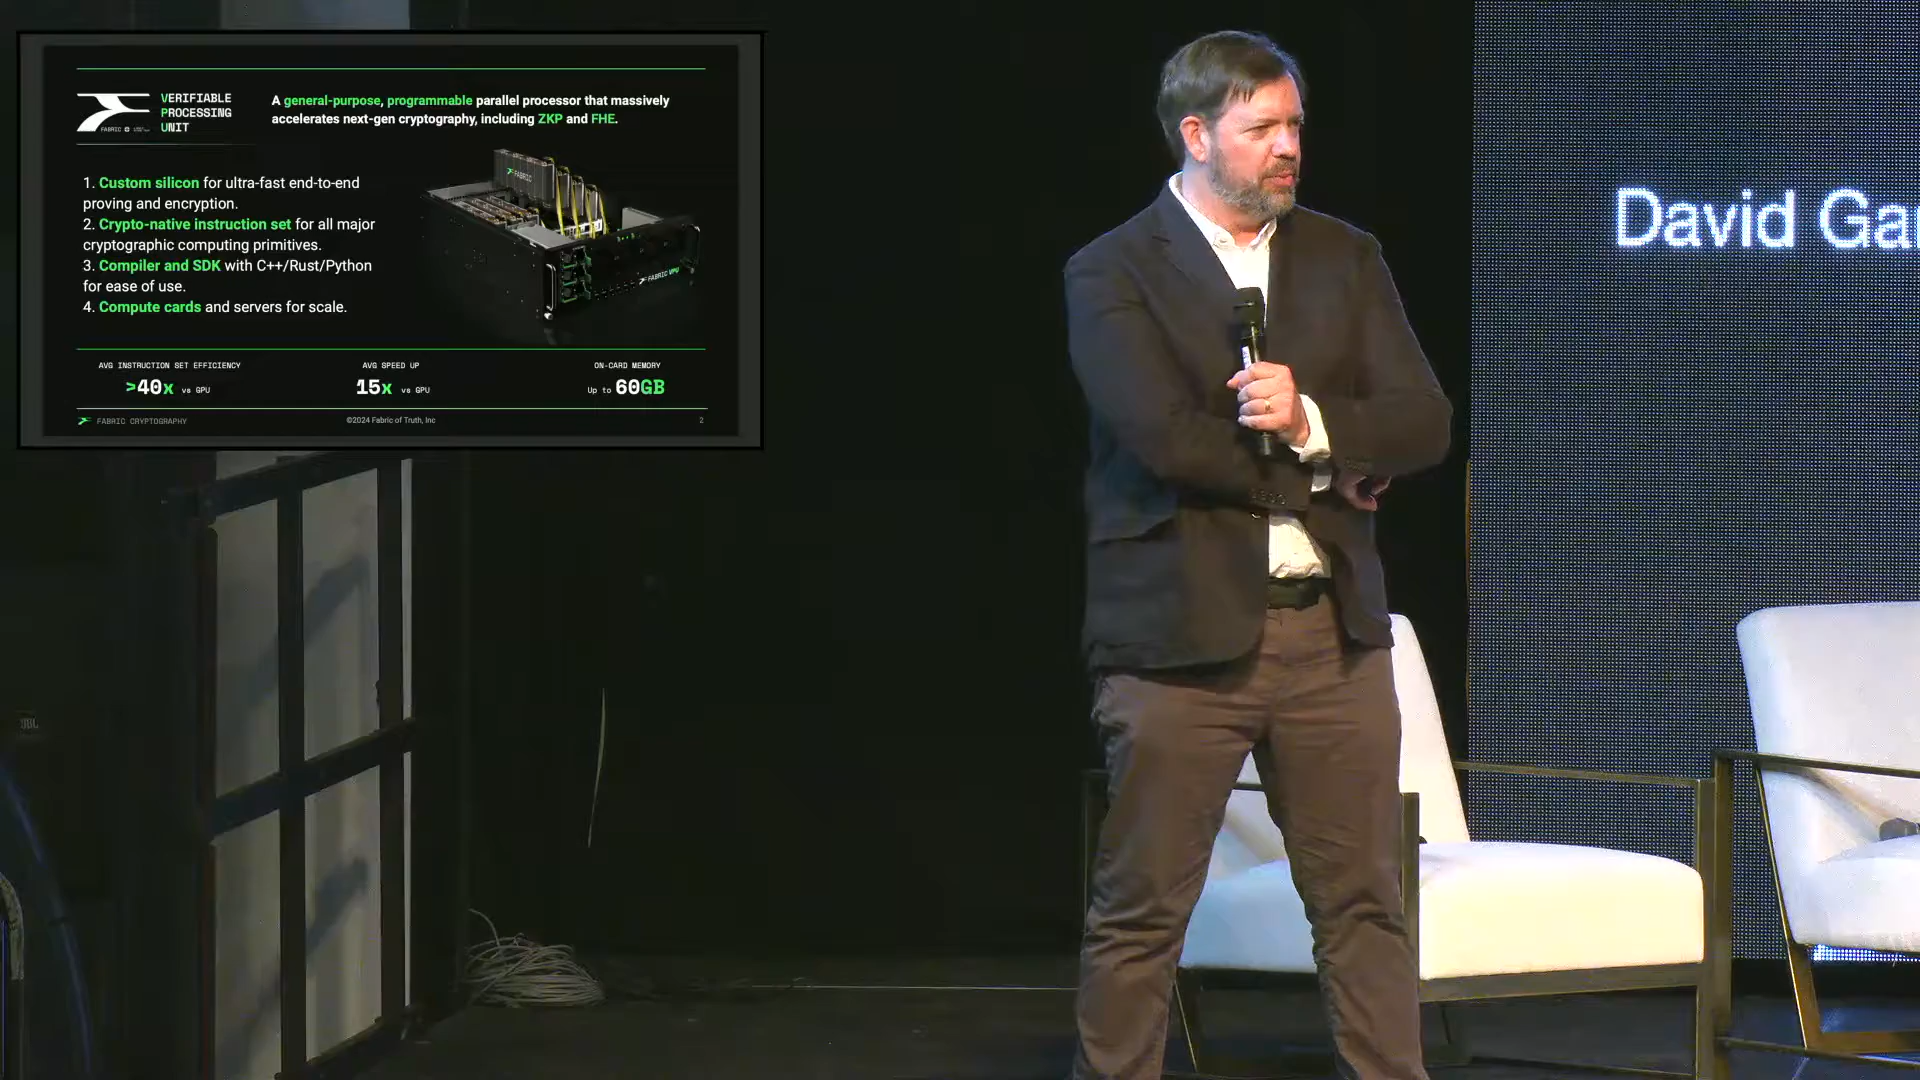 VERIFIABLE
PROCESSING
UNIT
FABRIC
A general-purpose, programmable parallel processor that massively
accelerates next-gen cryptography, including ZKP and FHE.
1. Custom silicon for ultra-fast end-to-end
proving and encryption.
2. Crypto-native instruction set for all major
cryptographic computing primitives.
3. Compiler and SDK with C++/Rust/Python
for ease of use.
4. Compute cards and servers for scale.
FABRIC
FABRIC VPU
AVG INSTRUCTION SET EFFICIENCY
>40x vs GPU
AVG SPEED UP
15x vs GPU
ON-CARD MEMORY
Up to 60GB
FABRIC CRYPTOGRAPHY
©2024 Fabric of Truth, Inc
2
David Ga
JBL